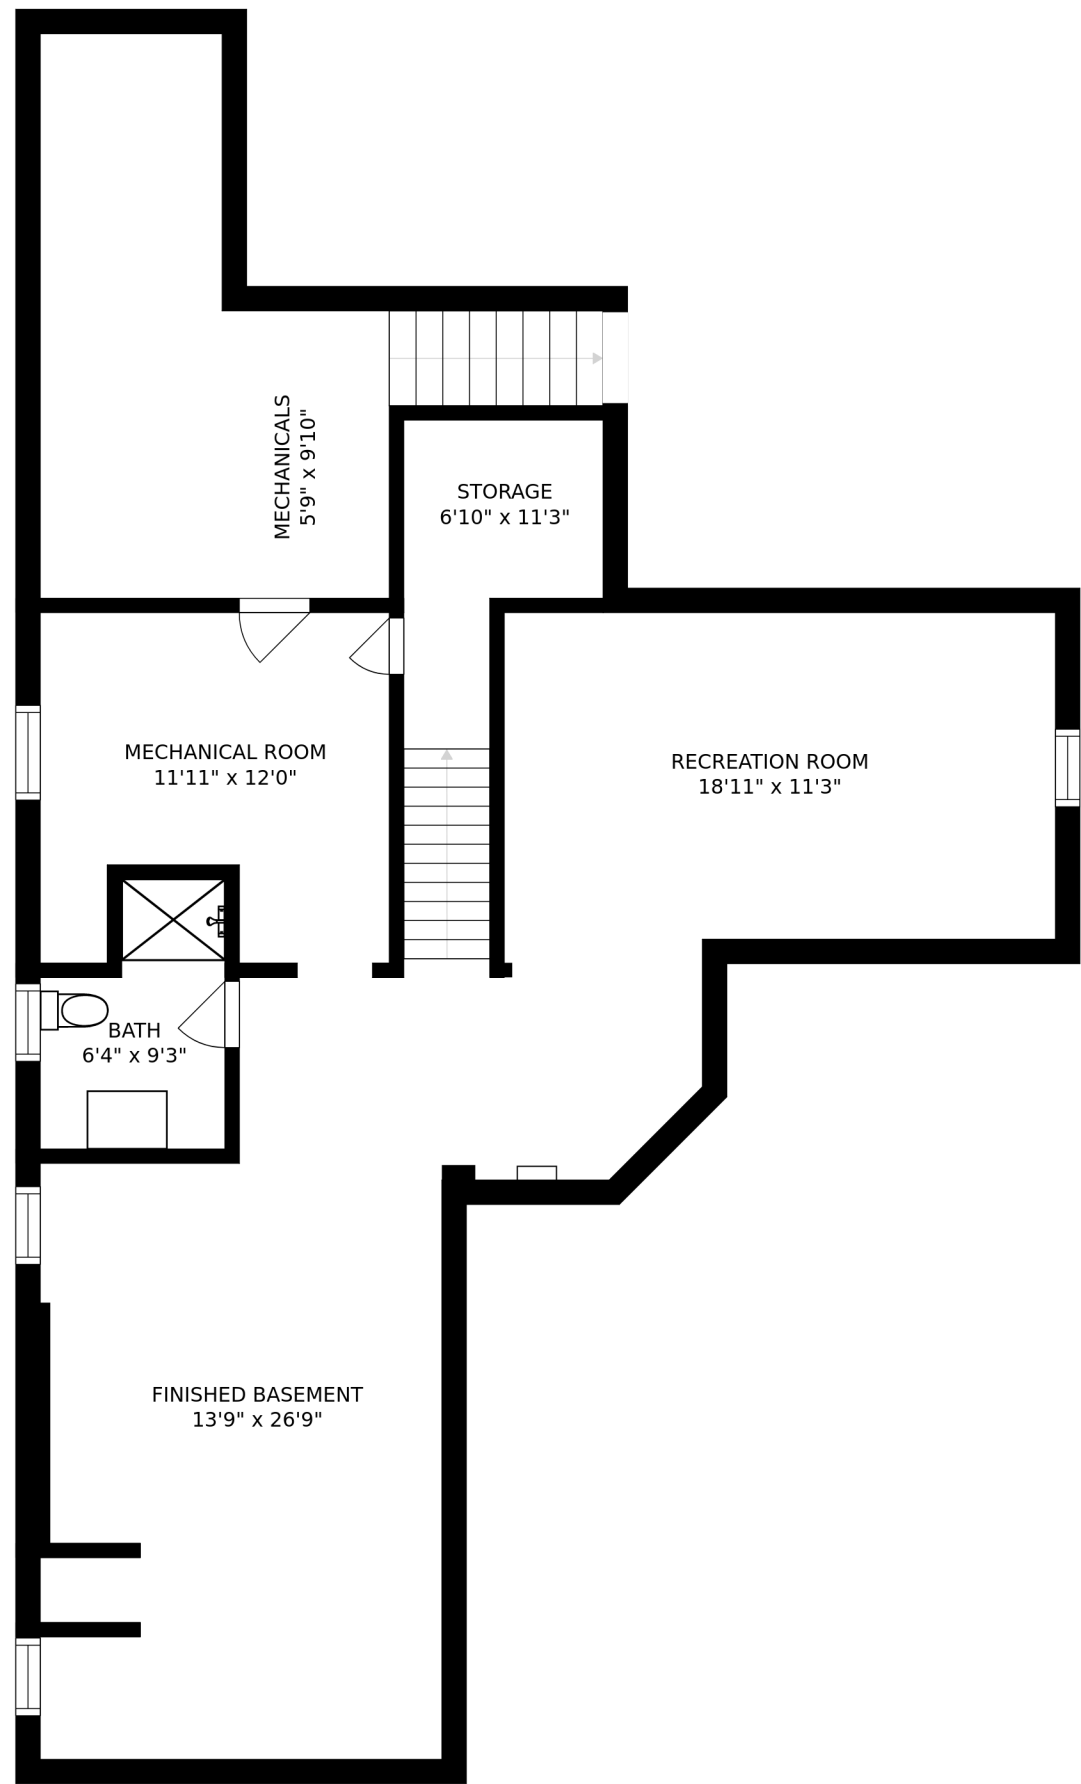 MECHANICALS
5'9" x 9'10"
STORAGE
6'10" x 11'3"
MECHANICAL ROOM
11'11" x 12'0"
RECREATION ROOM
18'11" x 11'3"
BATH
6'4" x 9'3"
FINISHED BASEMENT
13'9" x 26'9"